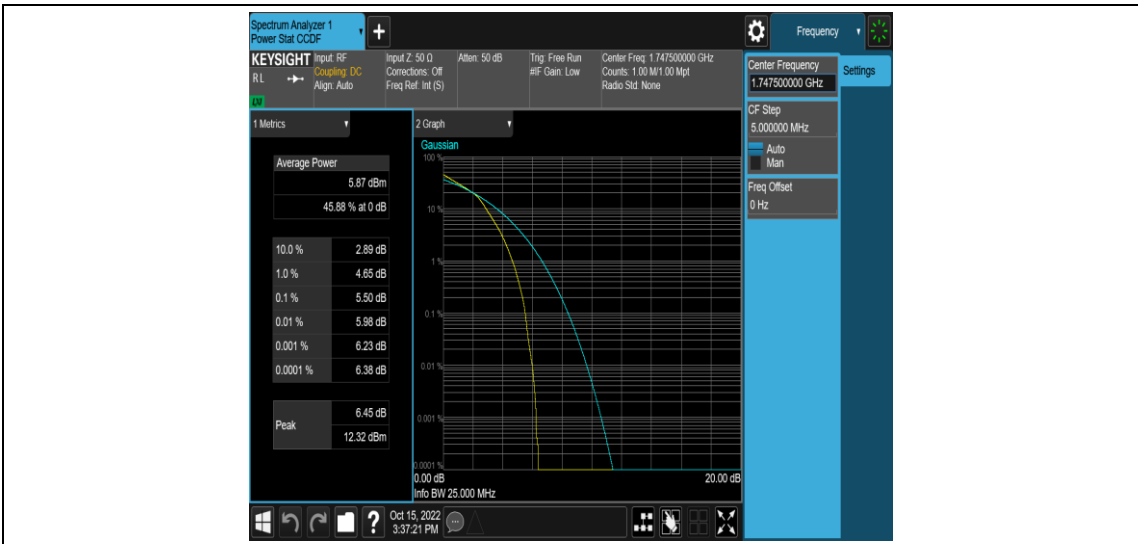 Spectrum Analyzer 1
Power Stat CCDF
+
Frequency
KEYSIGHT
RL
LNI
Input: RF
Coupling: DC
Align: Auto
Input Z: 50 Ω
Corrections: Off
Freq Ref: Int (S)
Atten: 50 dB
Trig: Free Run
#IF Gain: Low
Center Freq: 1.747500000 GHz
Counts: 1.00 M/1.00 Mpt
Radio Std: None
Center Frequency
1.747500000 GHz
Settings
CF Step
5.000000 MHz
Auto
Man
Freq Offset
0 Hz
1 Metrics
Average Power
5.87 dBm
45.88 % at 0 dB
10.0 % 2.89 dB
1.0 % 4.65 dB
0.1 % 5.50 dB
0.01 % 5.98 dB
0.001 % 6.23 dB
0.0001 % 6.38 dB
Peak
6.45 dB
12.32 dBm
2 Graph
Gaussian
100 %
10 %
1 %
0.1 %
0.01 %
0.001 %
0.0001 %
0.00 dB 20.00 dB
Info BW 25.000 MHz
?
Oct 15, 2022
3:37:21 PM